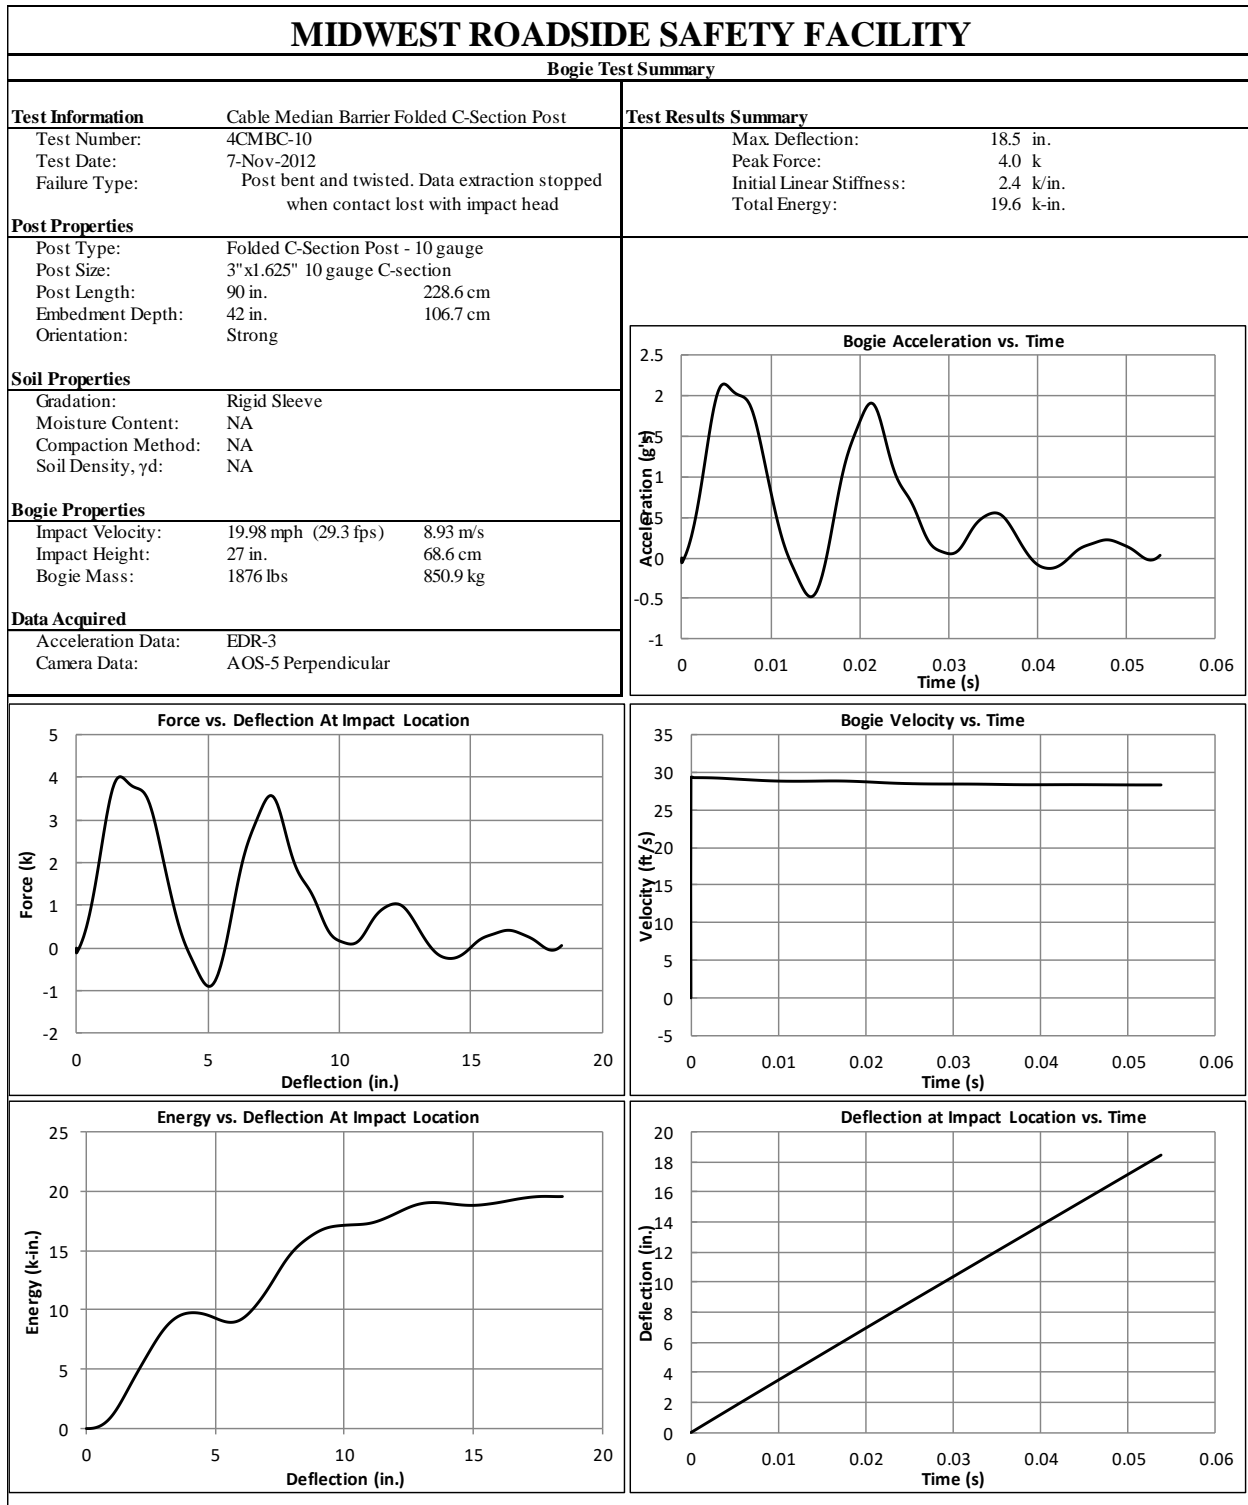 MIDWEST ROADSIDE SAFETY FACILITY
Bogie Test Summary
Test Information Cable Median Barrier Folded C-Section Post
Test Number: 4CMBC-10
Test Date: 7-Nov-2012
Failure Type: Post bent and twisted. Data extraction stopped
when contact lost with impact head
Post Properties
Post Type: Folded C-Section Post - 10 gauge
Post Size: 3"x1.625" 10 gauge C-section
Post Length: 90 in. 228.6 cm
Embedment Depth: 42 in. 106.7 cm
Orientation: Strong
Soil Properties
Gradation: Rigid Sleeve
Moisture Content: NA
Compaction Method: NA
Soil Density, γd: NA
Bogie Properties
Impact Velocity: 19.98 mph (29.3 fps) 8.93 m/s
Impact Height: 27 in. 68.6 cm
Bogie Mass: 1876 lbs 850.9 kg
Data Acquired
Acceleration Data: EDR-3
Camera Data: AOS-5 Perpendicular
Test Results Summary
Max. Deflection: 18.5 in.
Peak Force: 4.0 k
Initial Linear Stiffness: 2.4 k/in.
Total Energy: 19.6 k-in.
Bogie Acceleration vs. Time
Acceleration (g's)
2.5
2
1.5
1
0.5
0
-0.5
-1
0 0.01 0.02 0.03 0.04 0.05 0.06
Time (s)
Force vs. Deflection At Impact Location
Force (k)
5
4
3
2
1
0
-1
-2
0 5 10 15 20
Deflection (in.)
Bogie Velocity vs. Time
Velocity (ft/s)
35
30
25
20
15
10
5
0
-5
0 0.01 0.02 0.03 0.04 0.05 0.06
Time (s)
Energy vs. Deflection At Impact Location
Energy (k-in.)
25
20
15
10
5
0
0 5 10 15 20
Deflection (in.)
Deflection at Impact Location vs. Time
Deflection (in.)
20
18
16
14
12
10
8
6
4
2
0
0 0.01 0.02 0.03 0.04 0.05 0.06
Time (s)